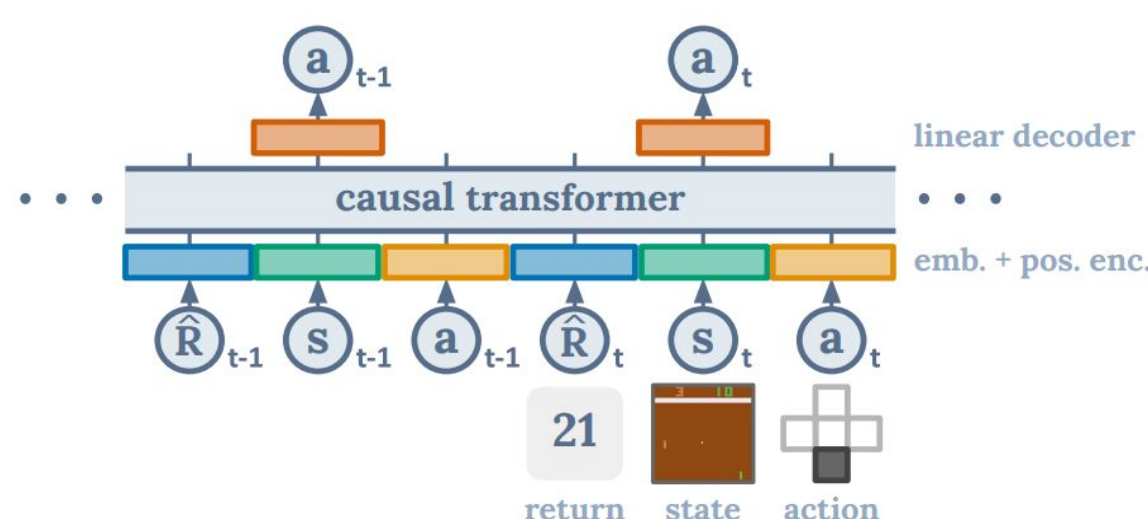 a t-1 a t
linear decoder
causal transformer
emb. + pos. enc.
R̂ t-1 s t-1 a t-1 R̂ t s t a t
21
3 10
return state action